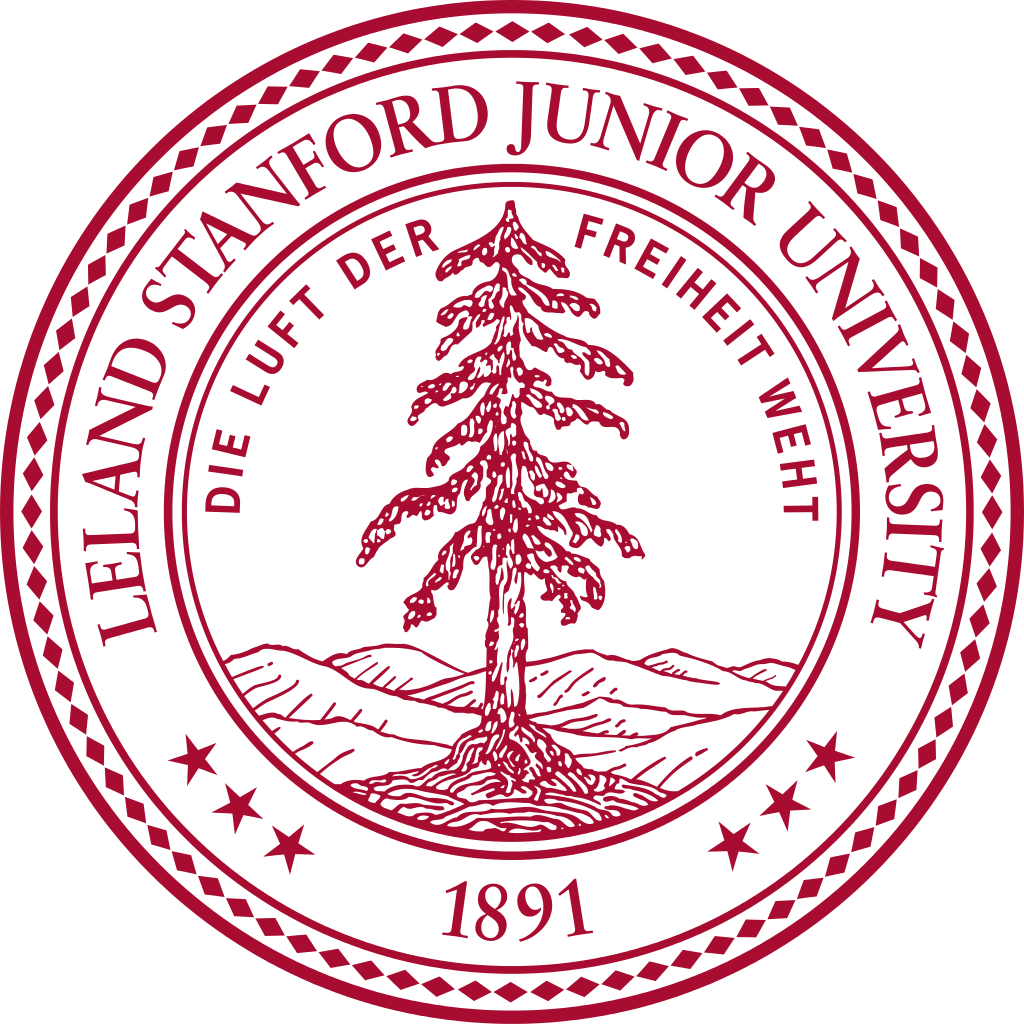 LELAND STANFORD JUNIOR UNIVERSITY
DIE LUFT DER FREIHEIT WEHT
1891